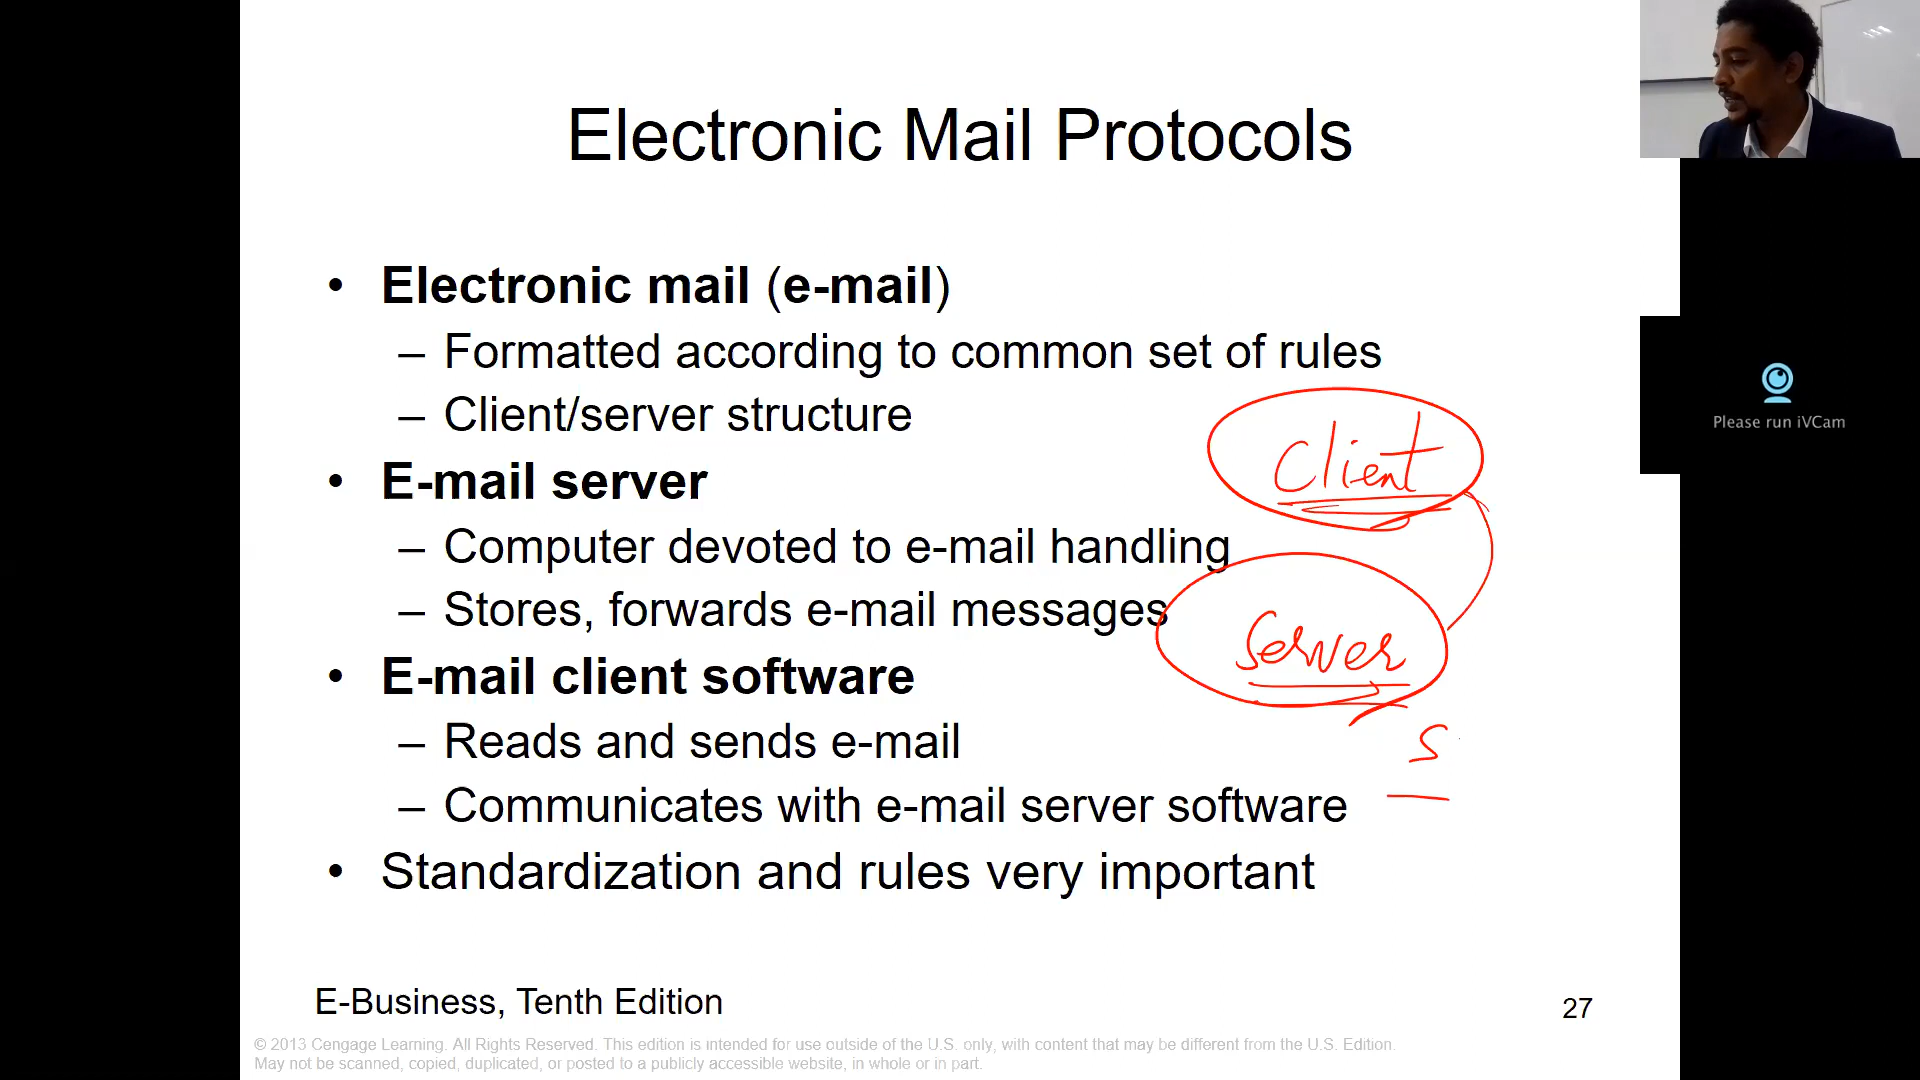 Electronic Mail Protocols
• Electronic mail (e-mail)
– Formatted according to common set of rules
– Client/server structure
Client
• E-mail server
– Computer devoted to e-mail handling
– Stores, forwards e-mail messages
Server
• E-mail client software
– Reads and sends e-mail
S
– Communicates with e-mail server software
• Standardization and rules very important
E-Business, Tenth Edition
27
© 2013 Cengage Learning. All Rights Reserved. This edition is intended for use outside of the U.S. only, with content that may be different from the U.S. Edition.
May not be scanned, copied, duplicated, or posted to a publicly accessible website, in whole or in part.
Please run iVCam